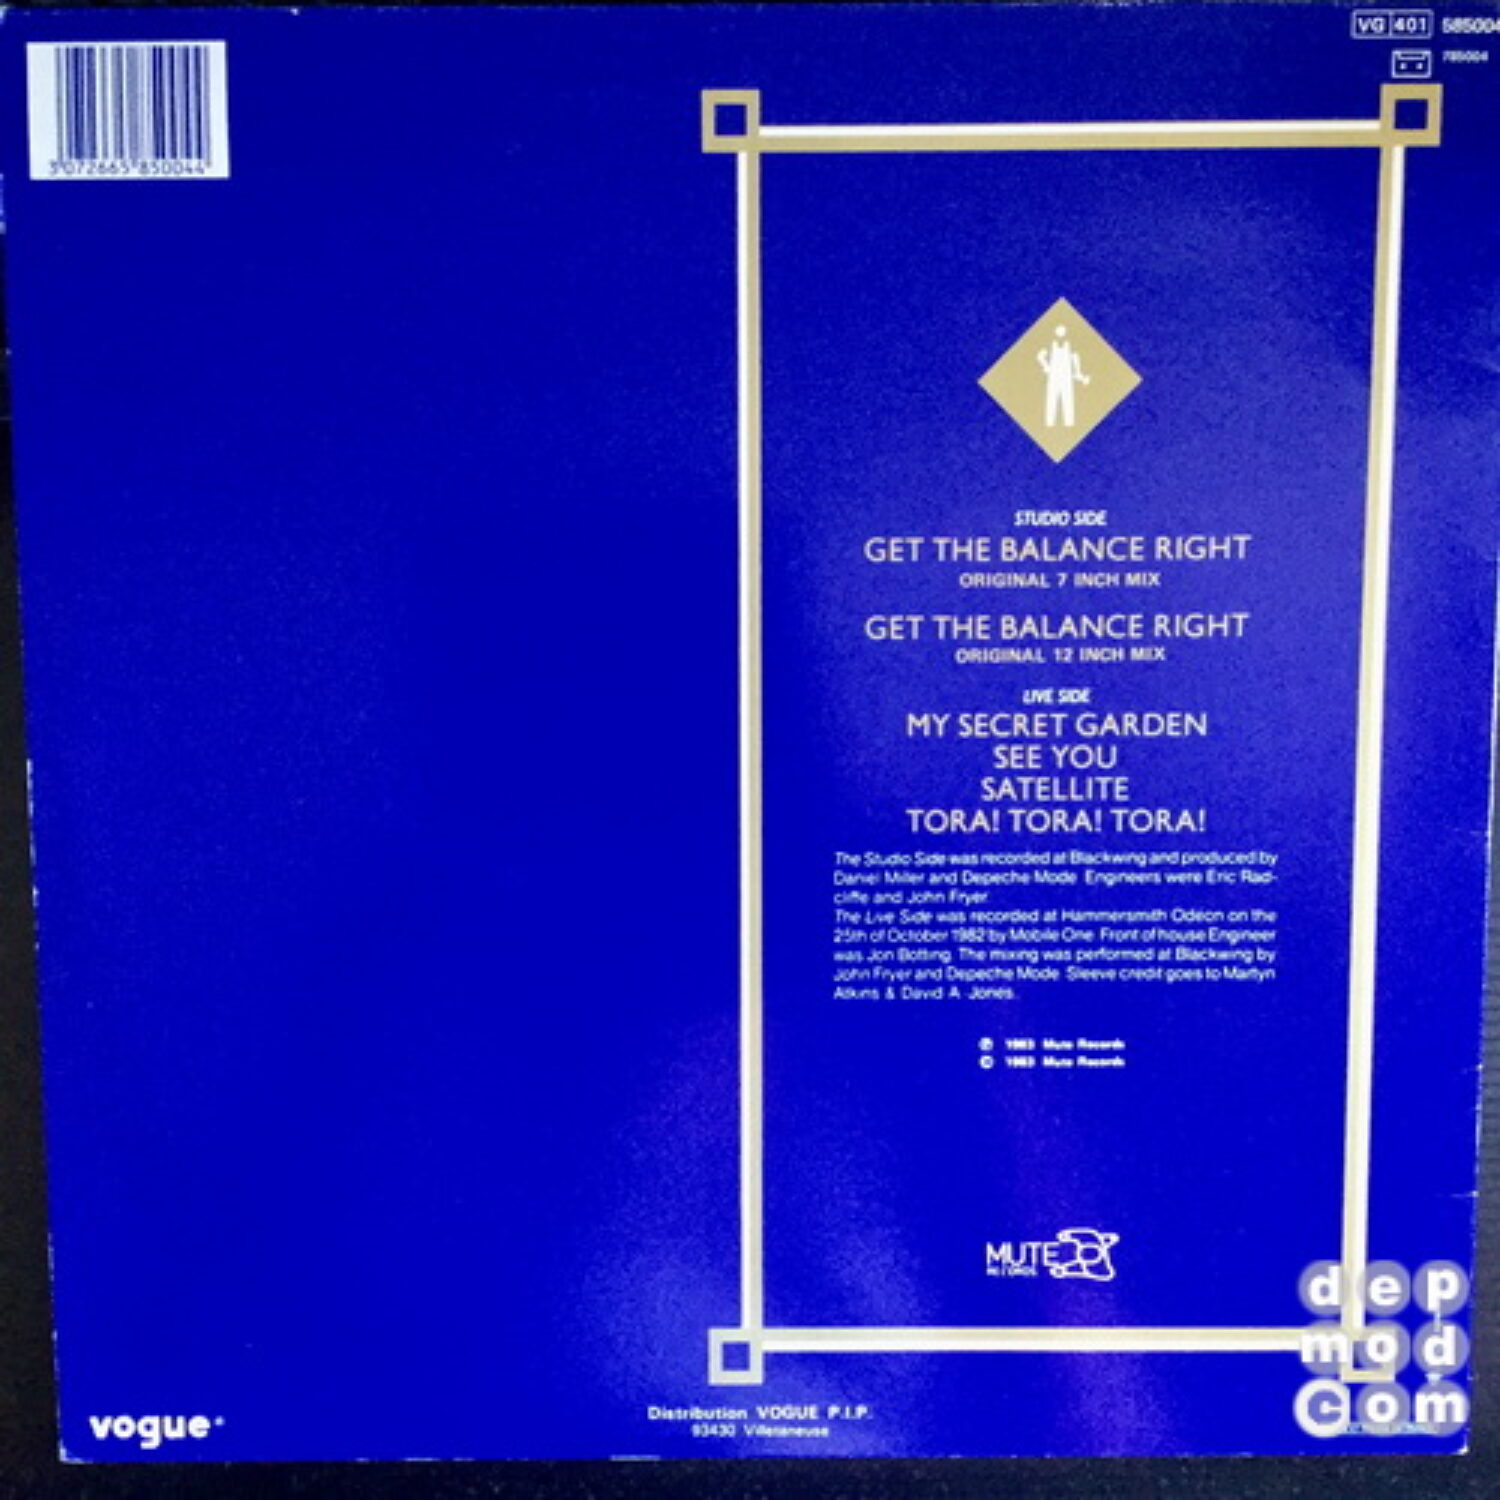 VG 401 585004
785004
3 072665 850044
STUDIO SIDE
GET THE BALANCE RIGHT
ORIGINAL 7 INCH MIX
GET THE BALANCE RIGHT
ORIGINAL 12 INCH MIX
LIVE SIDE
MY SECRET GARDEN
SEE YOU
SATELLITE
TORA! TORA! TORA!
The Studio Side was recorded at Blackwing and produced by
Daniel Miller and Depeche Mode. Engineers were Eric Rad-
cliffe and John Fryer.
The Live Side was recorded at Hammersmith Odeon on the
25th of October 1982 by Mobile One. Front of house Engineer
was Jon Botting. The mixing was performed at Blackwing by
John Fryer and Depeche Mode. Sleeve credit goes to Martyn
Atkins & David A. Jones.
℗ 1983 Mute Records
© 1983 Mute Records
MUTE
RECORDS
Distribution VOGUE P.I.P.
93430 Villetaneuse
vogue
dep
mod
com